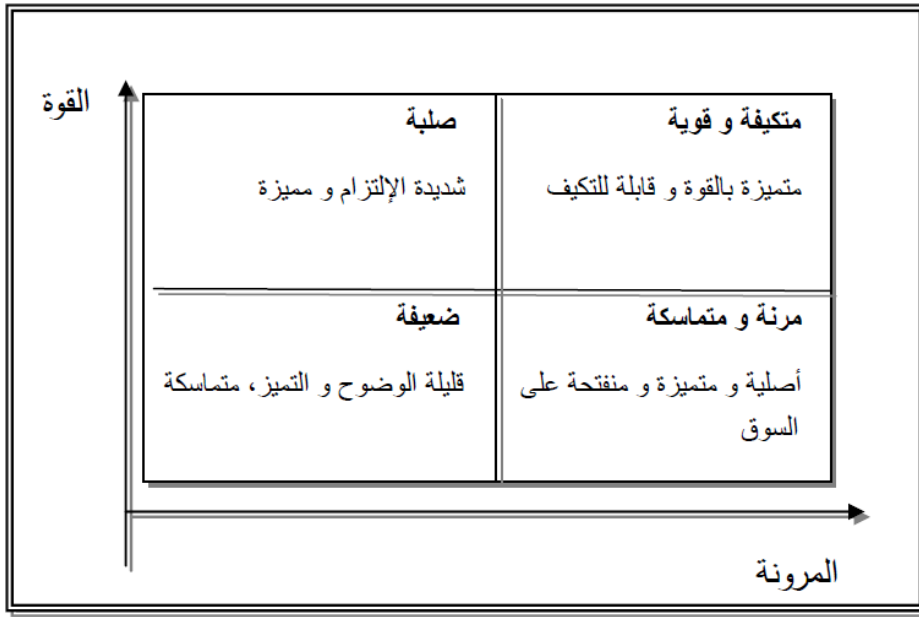 القوة
متكيفة و قوية
متميزة بالقوة و قابلة للتكيف
صلبة
شديدة الإلتزام و مميزة
مرنة و متماسكة
أصلية و متميزة و منفتحة على
السوق
ضعيفة
قليلة الوضوح و التميز، متماسكة
المرونة